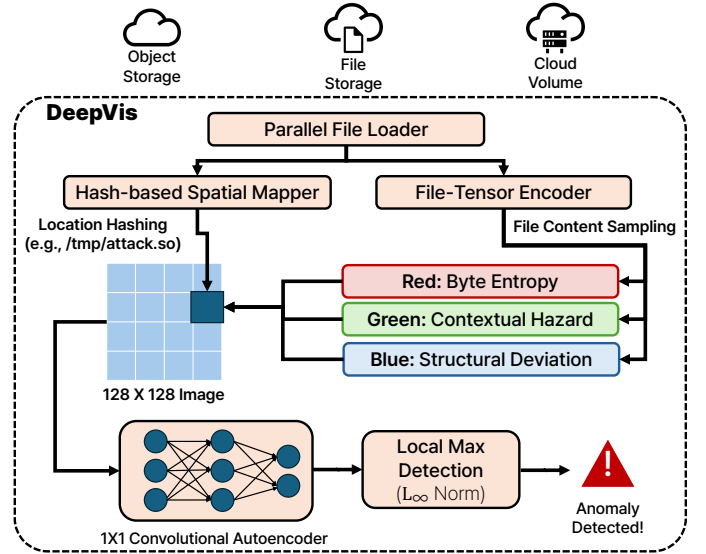 Object
Storage
File
Storage
Cloud
Volume
DeepVis
Parallel File Loader
Hash-based Spatial Mapper
File-Tensor Encoder
Location Hashing
(e.g., /tmp/attack.so)
File Content Sampling
Red: Byte Entropy
Green: Contextual Hazard
Blue: Structural Deviation
128 X 128 Image
Local Max
Detection
(L∞ Norm)
!
Anomaly
Detected!
1X1 Convolutional Autoencoder